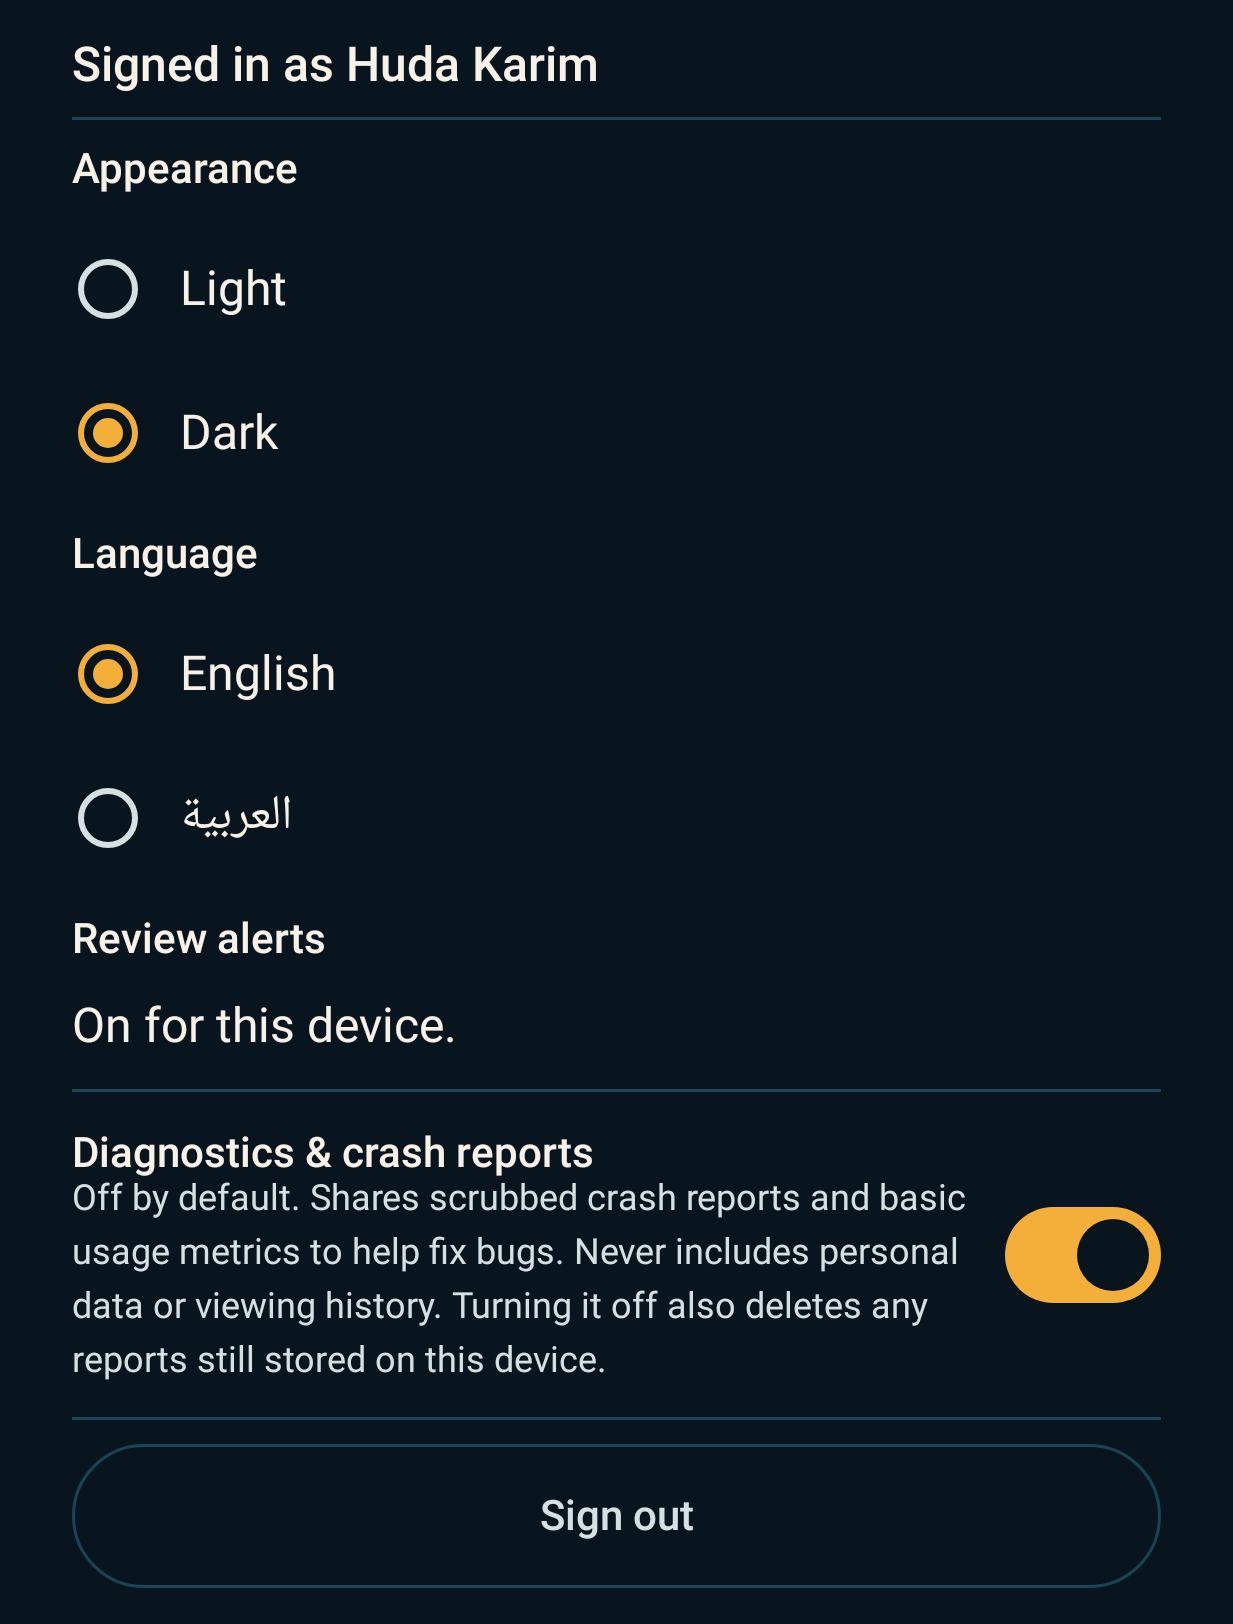 Signed in as Huda Karim
Appearance
Light
Dark
Language
English
العربية
Review alerts
On for this device.
Diagnostics & crash reports
Off by default. Shares scrubbed crash reports and basic
usage metrics to help fix bugs. Never includes personal
data or viewing history. Turning it off also deletes any
reports still stored on this device.
Sign out